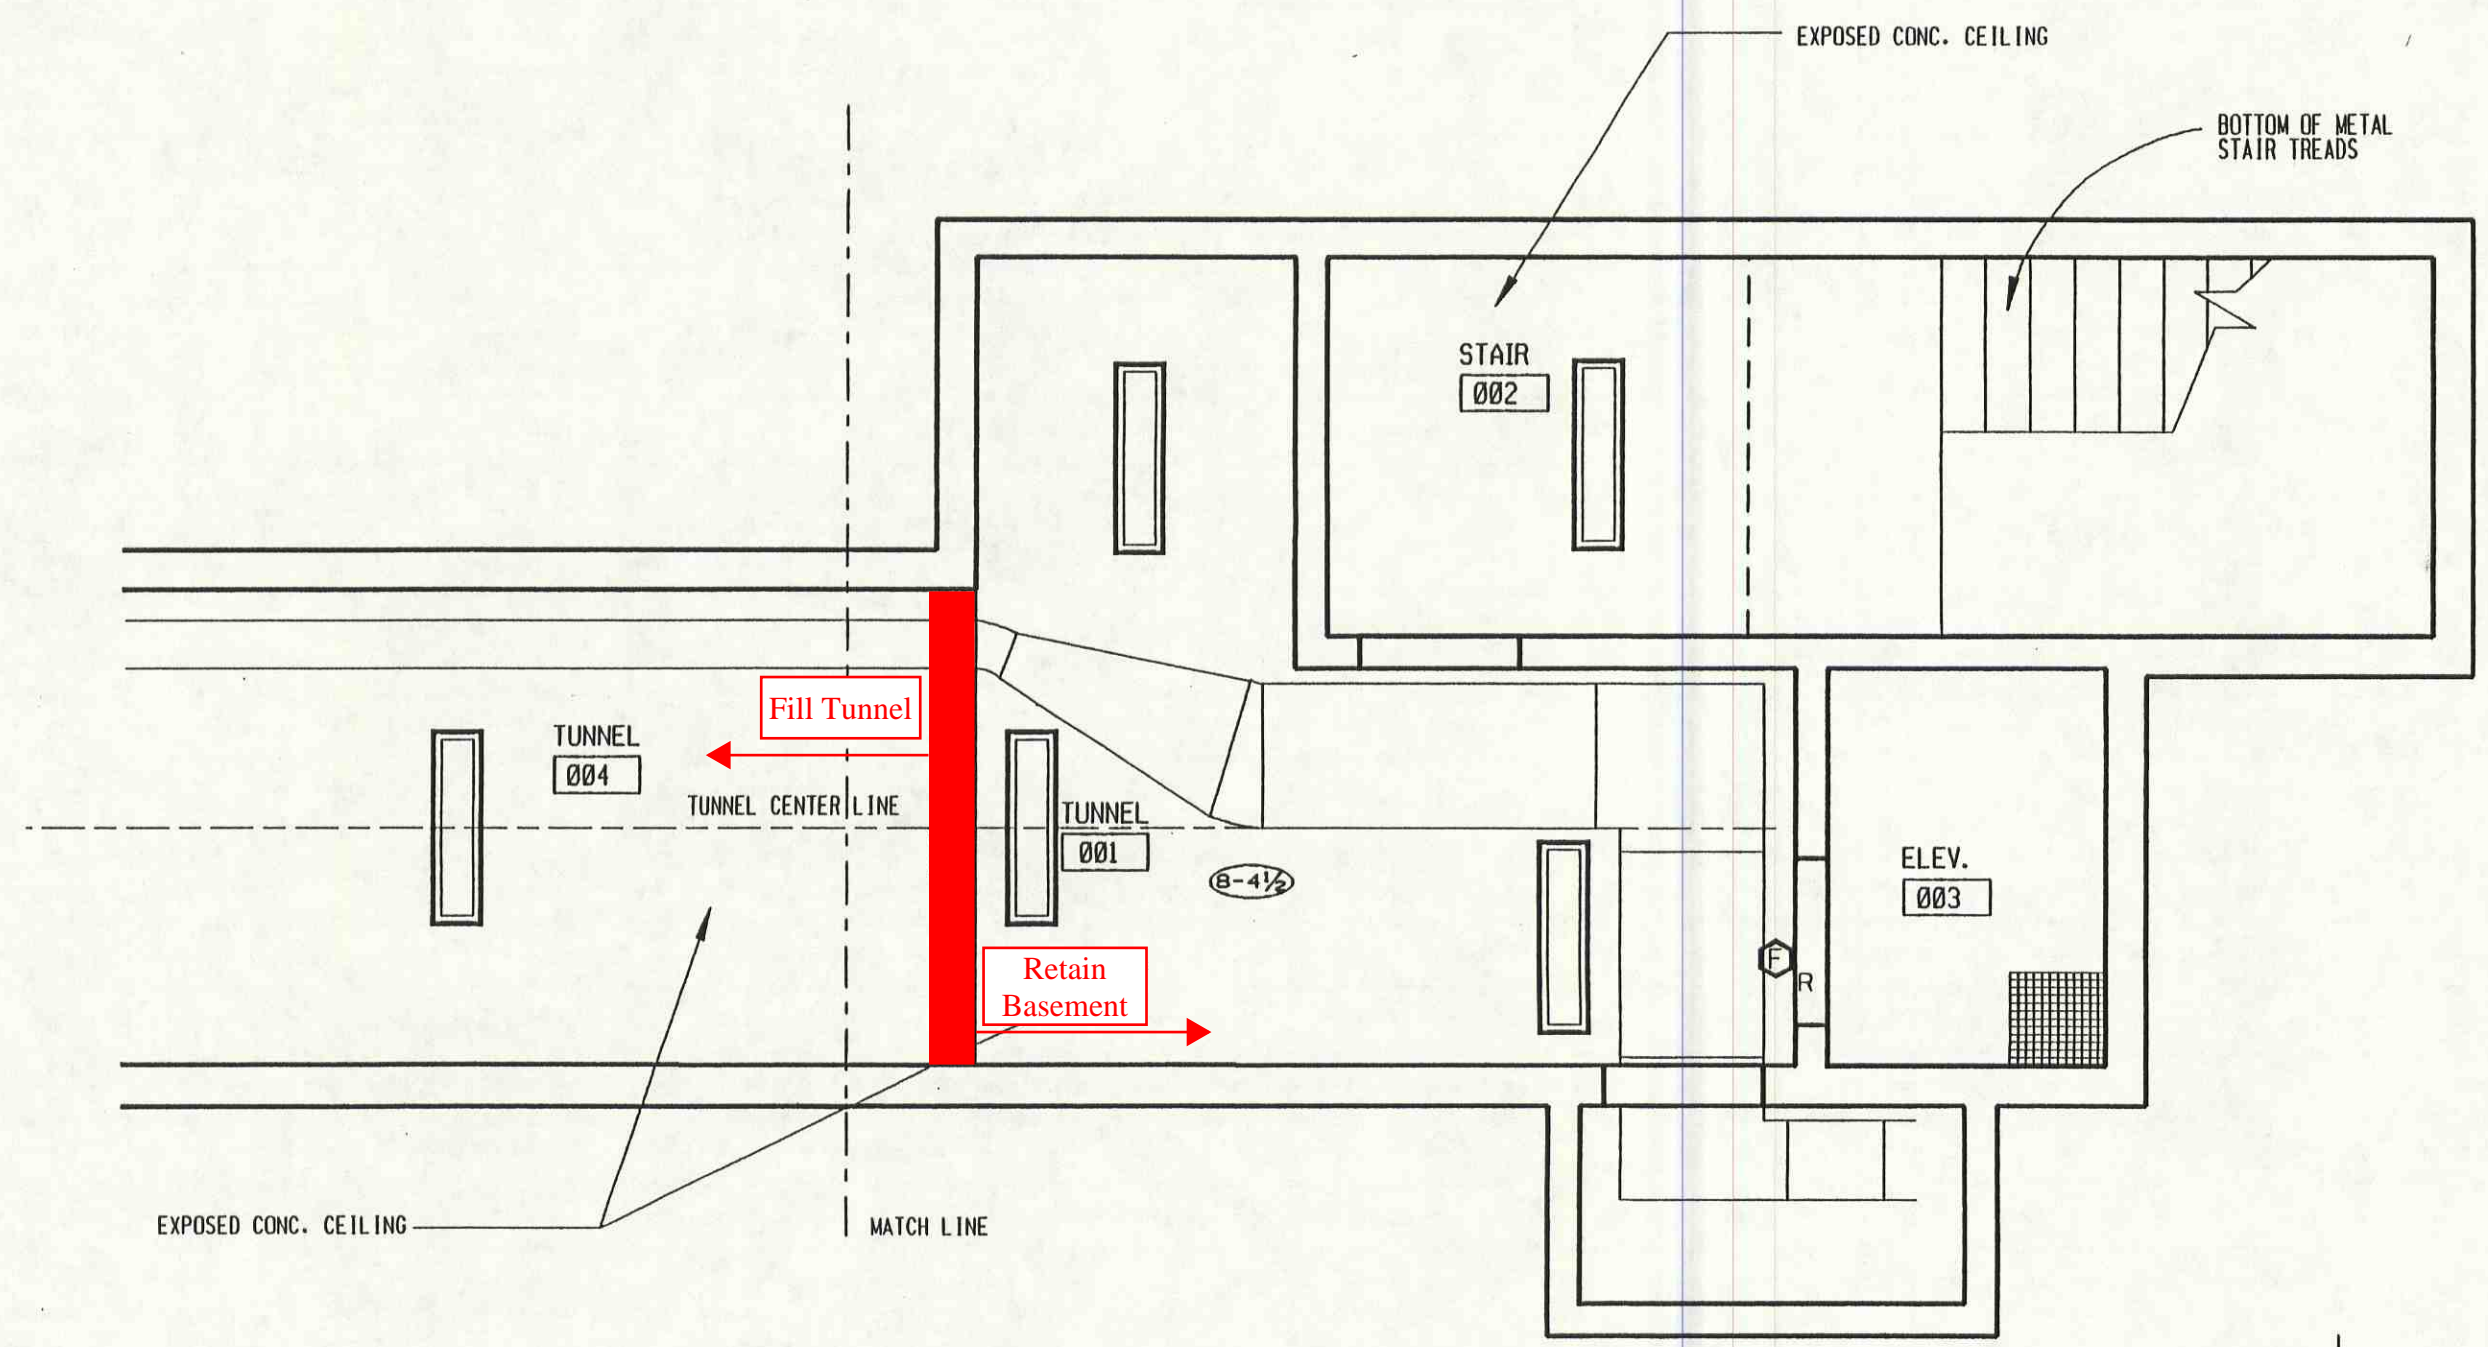 EXPOSED CONC. CEILING
BOTTOM OF METAL
STAIR TREADS
STAIR
002
Fill Tunnel
TUNNEL
004
TUNNEL CENTER LINE
TUNNEL
001
8-4½
ELEV.
003
F
R
Retain
Basement
EXPOSED CONC. CEILING
MATCH LINE